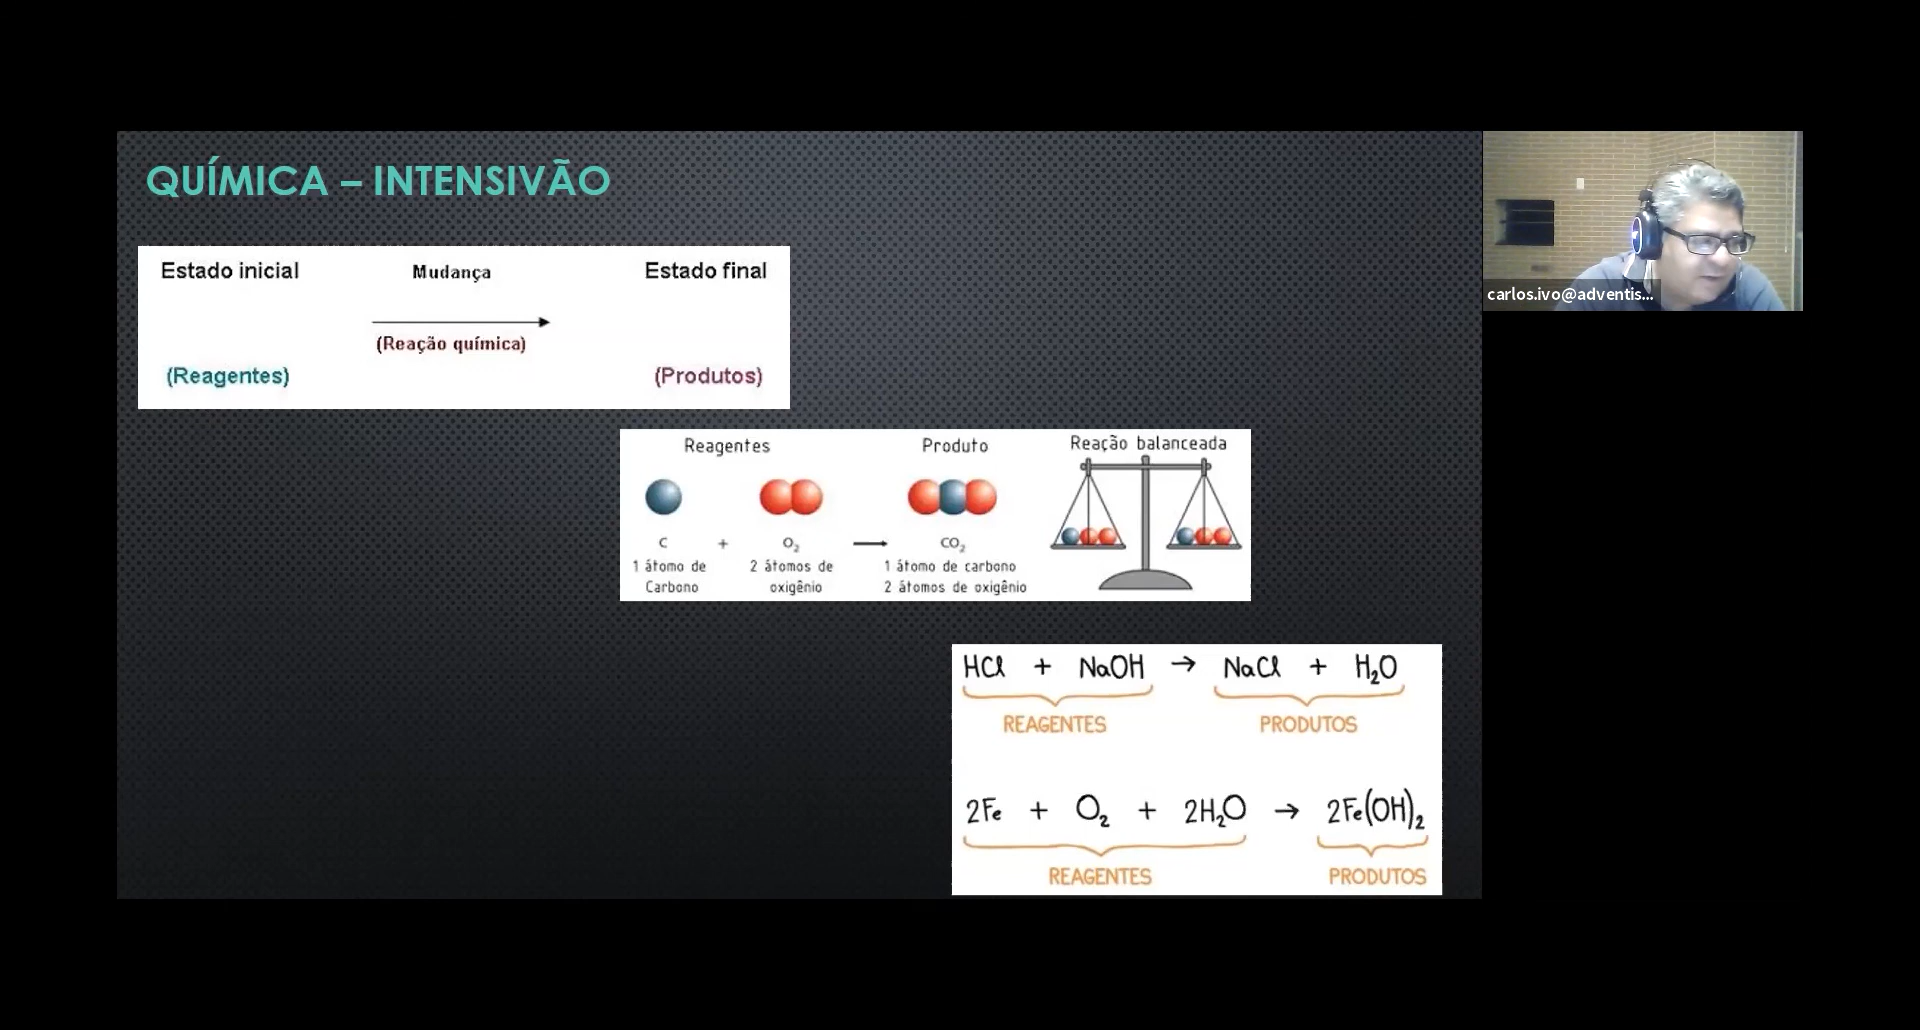 QUÍMICA – INTENSIVÃO
Estado inicial
Mudança
Estado final
(Reação química)
(Reagentes)
(Produtos)
Reagentes
Produto
Reação balanceada
C + O₂ → CO₂
1 átomo de
Carbono
2 átomos de
oxigênio
1 átomo de carbono
2 átomos de oxigênio
HCl + NaOH → NaCl + H₂O
REAGENTES
PRODUTOS
2Fe + O₂ + 2H₂O → 2Fe(OH)₂
REAGENTES
PRODUTOS
carlos.ivo@adventis...